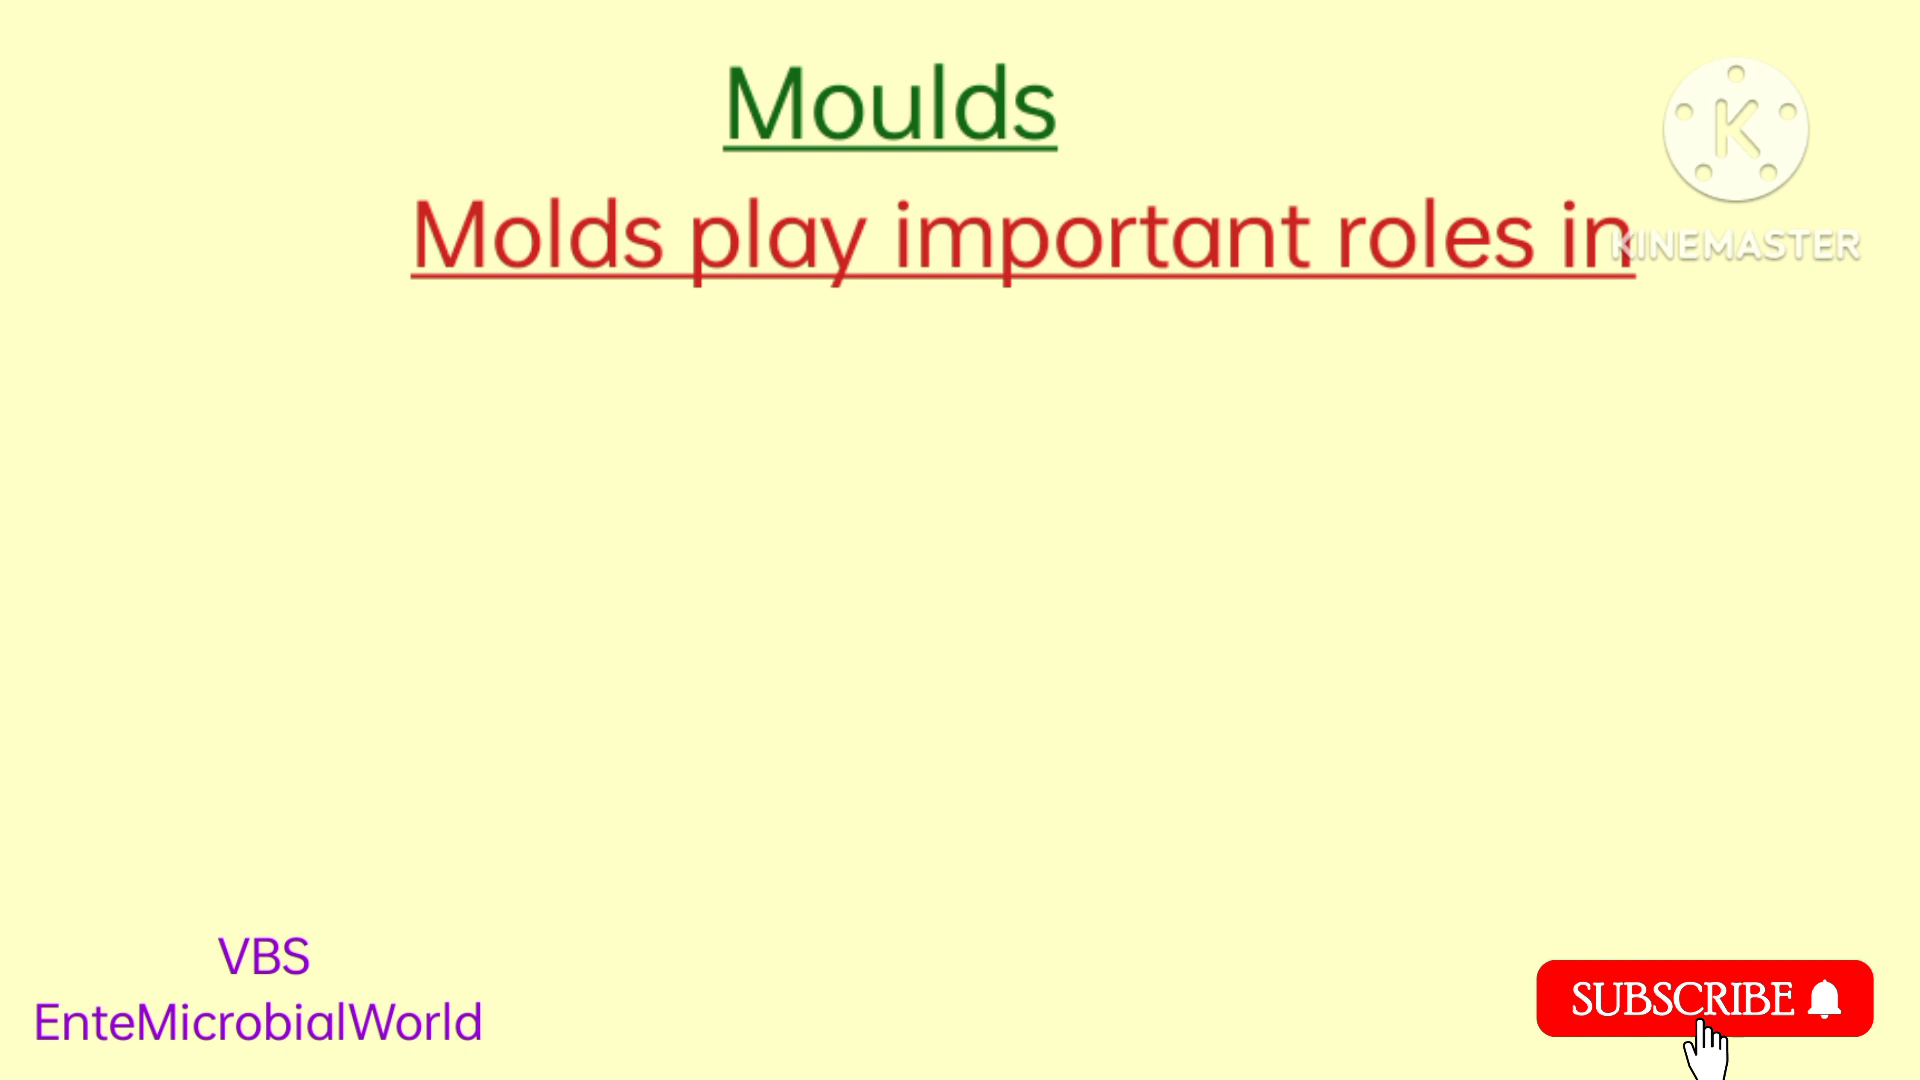 Moulds
Molds play important roles in
K
KINEMASTER
VBS
EnteMicrobialWorld
SUBSCRIBE